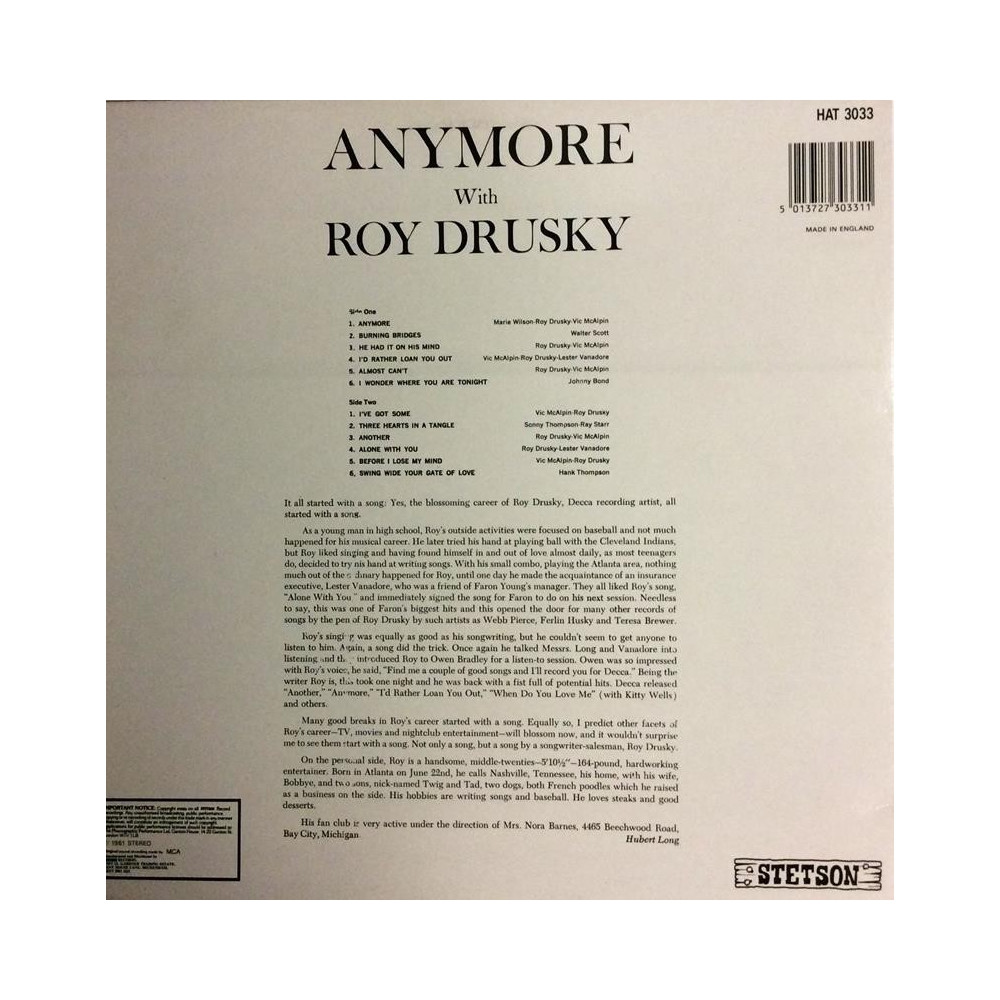 HAT 3033
ANYMORE
With
ROY DRUSKY
5 013727 303311
MADE IN ENGLAND
Side One
1. ANYMORE Marie Wilson-Roy Drusky-Vic McAlpin
2. BURNING BRIDGES Walter Scott
3. HE HAD IT ON HIS MIND Roy Drusky-Vic McAlpin
4. I'D RATHER LOAN YOU OUT Vic McAlpin-Roy Drusky-Lester Vanadore
5. ALMOST CAN'T Roy Drusky-Vic McAlpin
6. I WONDER WHERE YOU ARE TONIGHT Johnny Bond
Side Two
1. I'VE GOT SOME Vic McAlpin-Roy Drusky
2. THREE HEARTS IN A TANGLE Sonny Thompson-Ray Starr
3. ANOTHER Roy Drusky-Vic McAlpin
4. ALONE WITH YOU Roy Drusky-Lester Vanadore
5. BEFORE I LOSE MY MIND Vic McAlpin-Roy Drusky
6, SWING WIDE YOUR GATE OF LOVE Hank Thompson
It all started with a song: Yes, the blossoming career of Roy Drusky, Decca recording artist, all
started with a song.
As a young man in high school, Roy's outside activities were focused on baseball and not much
happened for his musical career. He later tried his hand at playing ball with the Cleveland Indians,
but Roy liked singing and having found himself in and out of love almost daily, as most teenagers
do, decided to try his hand at writing songs. With his small combo, playing the Atlanta area, nothing
much out of the ordinary happened for Roy, until one day he made the acquaintance of an insurance
executive, Lester Vanadore, who was a friend of Faron Young's manager. They all liked Roy's song,
"Alone With You" and immediately signed the song for Faron to do on his next session. Needless
to say, this was one of Faron's biggest hits and this opened the door for many other records of
songs by the pen of Roy Drusky by such artists as Webb Pierce, Ferlin Husky and Teresa Brewer.
Roy's singing was equally as good as his songwriting, but he couldn't seem to get anyone to
listen to him. Again, a song did the trick. Once again he talked Messrs. Long and Vanadore into
listening and they introduced Roy to Owen Bradley for a listen-to session. Owen was so impressed
with Roy's voice, he said, "Find me a couple of good songs and I'll record you for Decca." Being the
writer Roy is, this took one night and he was back with a fist full of potential hits. Decca released
"Another," "Anymore," "I'd Rather Loan You Out," "When Do You Love Me" (with Kitty Wells)
and others.
Many good breaks in Roy's career started with a song. Equally so, I predict other facets of
Roy's career—TV, movies and nightclub entertainment—will blossom now, and it wouldn't surprise
me to see them start with a song. Not only a song, but a song by a songwriter-salesman, Roy Drusky.
On the personal side, Roy is a handsome, middle-twenties—5'10½"—164-pound, hardworking
entertainer. Born in Atlanta on June 22nd, he calls Nashville, Tennessee, his home, with his wife,
Bobbye, and two sons, nick-named Twig and Tad, two dogs, both French poodles which he raised
as a business on the side. His hobbies are writing songs and baseball. He loves steaks and good
desserts.
His fan club is very active under the direction of Mrs. Nora Barnes, 4465 Beechwood Road,
Bay City, Michigan
Hubert Long
IMPORTANT NOTICE:
1961 STEREO
MCA
STETSON